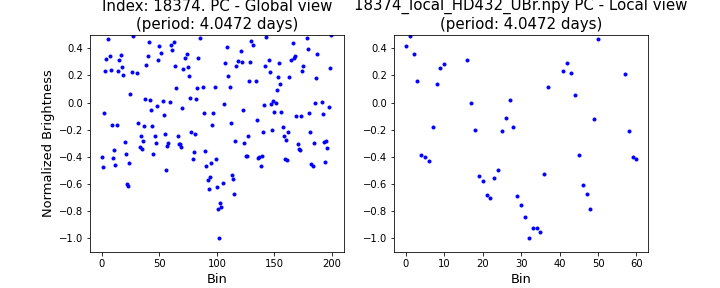 Index: 18374. PC - Global view
(period: 4.0472 days)
18374_local_HD432_UBr.npy PC - Local view
(period: 4.0472 days)
Normalized Brightness
0.4
0.2
0.0
−0.2
−0.4
−0.6
−0.8
−1.0
0 50 100 150 200
Bin
0.4
0.2
0.0
−0.2
−0.4
−0.6
−0.8
−1.0
0 10 20 30 40 50 60
Bin